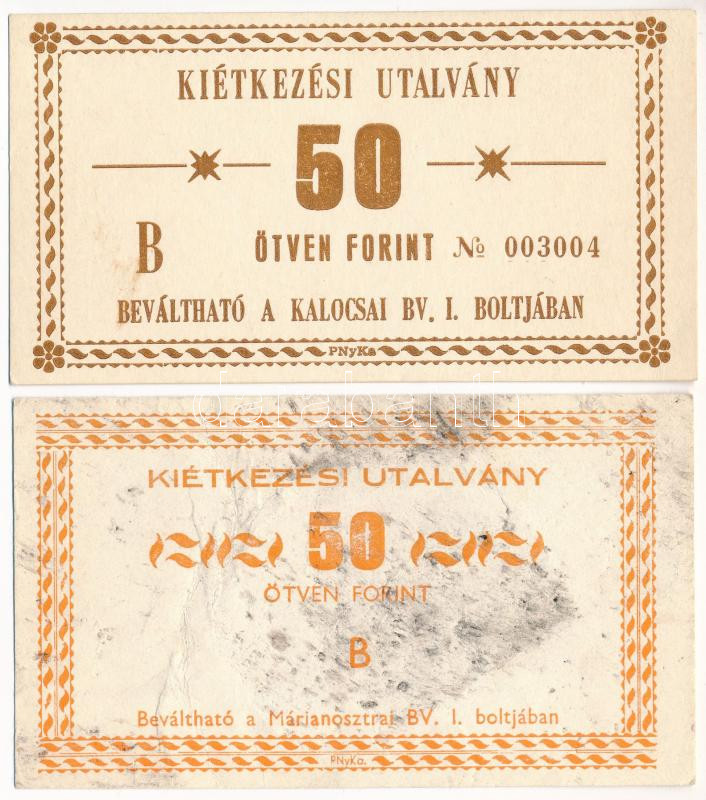 KIÉTKEZÉSI UTALVÁNY
50
B ÖTVEN FORINT № 003004
BEVÁLTHATÓ A KALOCSAI BV. I. BOLTJÁBAN
PNyKa
darabanth
KIÉTKEZÉSI UTALVÁNY
50
ÖTVEN FORINT
B
Beváltható a Márianosztrai BV. I. boltjában
PNyKa.